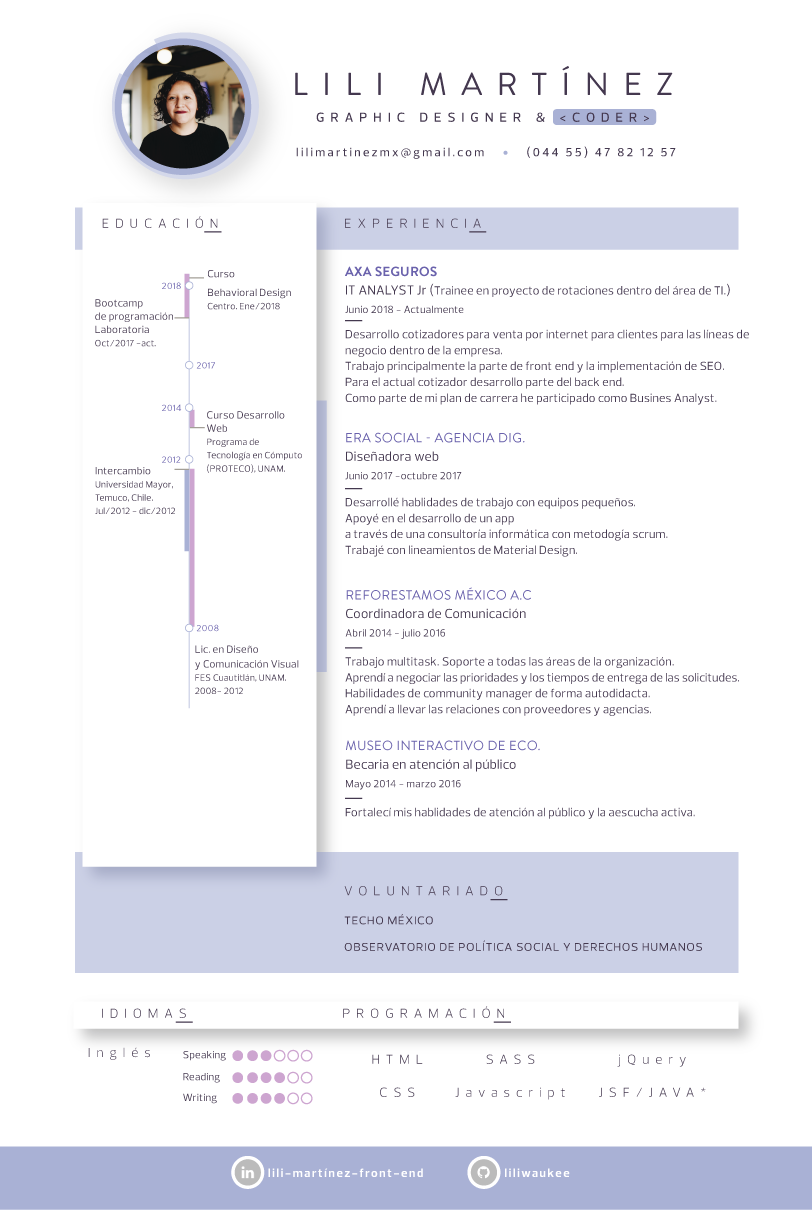 LILI MARTÍNEZ
GRAPHIC DESIGNER & <CODER>
lilimartinezmx@gmail.com • (044 55) 47 82 12 57
EDUCACIÓN
2018
Curso
Behavioral Design
Centro. Ene/2018
Bootcamp
de programación
Laboratoria
Oct/2017 -act.
2017
2014
Curso Desarrollo
Web
Programa de
Tecnología en Cómputo
(PROTECO), UNAM.
2012
Intercambio
Universidad Mayor,
Temuco, Chile.
Jul/2012 - dic/2012
2008
Lic. en Diseño
y Comunicación Visual
FES Cuautitlán, UNAM.
2008- 2012
EXPERIENCIA
AXA SEGUROS
IT ANALYST Jr (Trainee en proyecto de rotaciones dentro del área de TI.)
Junio 2018 - Actualmente
Desarrollo cotizadores para venta por internet para clientes para las líneas de
negocio dentro de la empresa.
Trabajo principalmente la parte de front end y la implementación de SEO.
Para el actual cotizador desarrollo parte del back end.
Como parte de mi plan de carrera he participado como Busines Analyst.
ERA SOCIAL - AGENCIA DIG.
Diseñadora web
Junio 2017 -octubre 2017
Desarrollé hablidades de trabajo con equipos pequeños.
Apoyé en el desarrollo de un app
a través de una consultoría informática con metodogía scrum.
Trabajé con lineamientos de Material Design.
REFORESTAMOS MÉXICO A.C
Coordinadora de Comunicación
Abril 2014 - julio 2016
Trabajo multitask. Soporte a todas las áreas de la organización.
Aprendí a negociar las prioridades y los tiempos de entrega de las solicitudes.
Habilidades de community manager de forma autodidacta.
Aprendí a llevar las relaciones con proveedores y agencias.
MUSEO INTERACTIVO DE ECO.
Becaria en atención al público
Mayo 2014 - marzo 2016
Fortalecí mis hablidades de atención al público y la aescucha activa.
VOLUNTARIADO
TECHO MÉXICO
OBSERVATORIO DE POLÍTICA SOCIAL Y DERECHOS HUMANOS
IDIOMAS
Inglés
Speaking
Reading
Writing
PROGRAMACIÓN
HTML SASS jQuery
CSS Javascript JSF/JAVA*
in lili-martínez-front-end liliwaukee